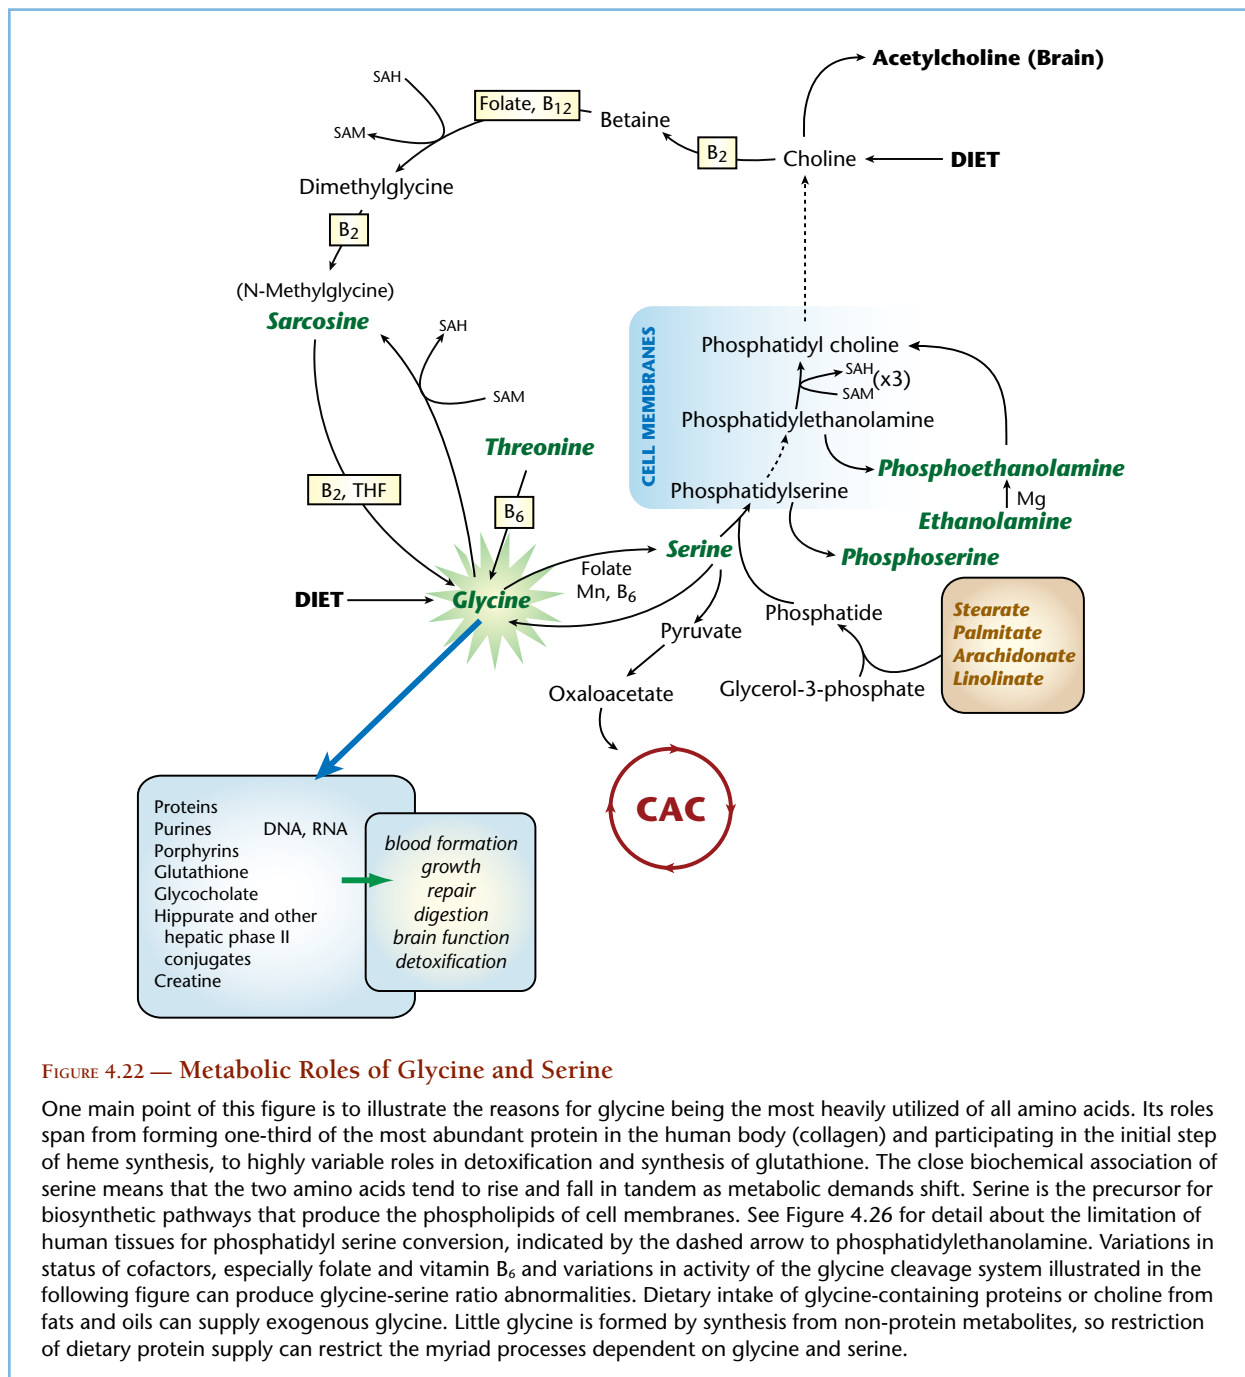 Acetylcholine (Brain)
SAH
Folate, B12
Betaine
SAM
B2
Choline
DIET
Dimethylglycine
B2
(N-Methylglycine)
Sarcosine
SAH
SAM
CELL MEMBRANES
Phosphatidyl choline
SAH
(x3)
SAM
Phosphatidylethanolamine
Threonine
Phosphoethanolamine
B2, THF
B6
Phosphatidylserine
Mg
Ethanolamine
Serine
Phosphoserine
Folate
Mn, B6
DIET
Glycine
Phosphatide
Pyruvate
Stearate
Palmitate
Arachidonate
Linolinate
Oxaloacetate
Glycerol-3-phosphate
CAC
Proteins
Purines DNA, RNA
Porphyrins
Glutathione
Glycocholate
Hippurate and other
hepatic phase II
conjugates
Creatine
blood formation
growth
repair
digestion
brain function
detoxification
Figure 4.22 — Metabolic Roles of Glycine and Serine
One main point of this figure is to illustrate the reasons for glycine being the most heavily utilized of all amino acids. Its roles
span from forming one-third of the most abundant protein in the human body (collagen) and participating in the initial step
of heme synthesis, to highly variable roles in detoxification and synthesis of glutathione. The close biochemical association of
serine means that the two amino acids tend to rise and fall in tandem as metabolic demands shift. Serine is the precursor for
biosynthetic pathways that produce the phospholipids of cell membranes. See Figure 4.26 for detail about the limitation of
human tissues for phosphatidyl serine conversion, indicated by the dashed arrow to phosphatidylethanolamine. Variations in
status of cofactors, especially folate and vitamin B6 and variations in activity of the glycine cleavage system illustrated in the
following figure can produce glycine-serine ratio abnormalities. Dietary intake of glycine-containing proteins or choline from
fats and oils can supply exogenous glycine. Little glycine is formed by synthesis from non-protein metabolites, so restriction
of dietary protein supply can restrict the myriad processes dependent on glycine and serine.